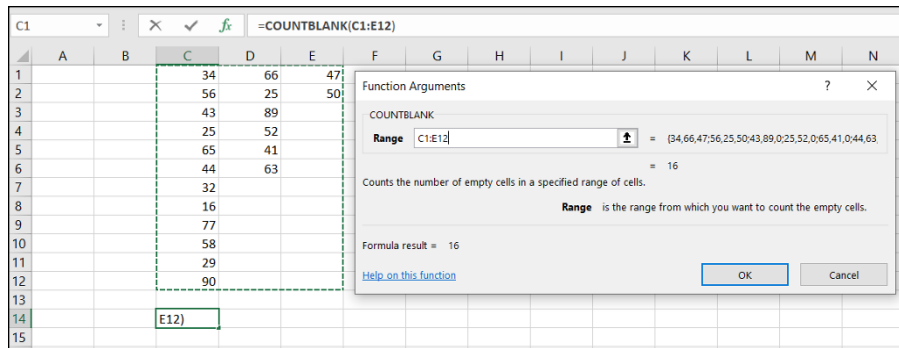 C1 =COUNTBLANK(C1:E12)
A B C D E F G H I J K L M N
1 34 66 47
2 56 25 50
3 43 89
4 25 52
5 65 41
6 44 63
7 32
8 16
9 77
10 58
11 29
12 90
13
14 E12)
15
Function Arguments ? ×
COUNTBLANK
Range C1:E12 = {34,66,47;56,25,50;43,89,0;25,52,0;65,41,0;44,63,
= 16
Counts the number of empty cells in a specified range of cells.
Range is the range from which you want to count the empty cells.
Formula result = 16
Help on this function OK Cancel